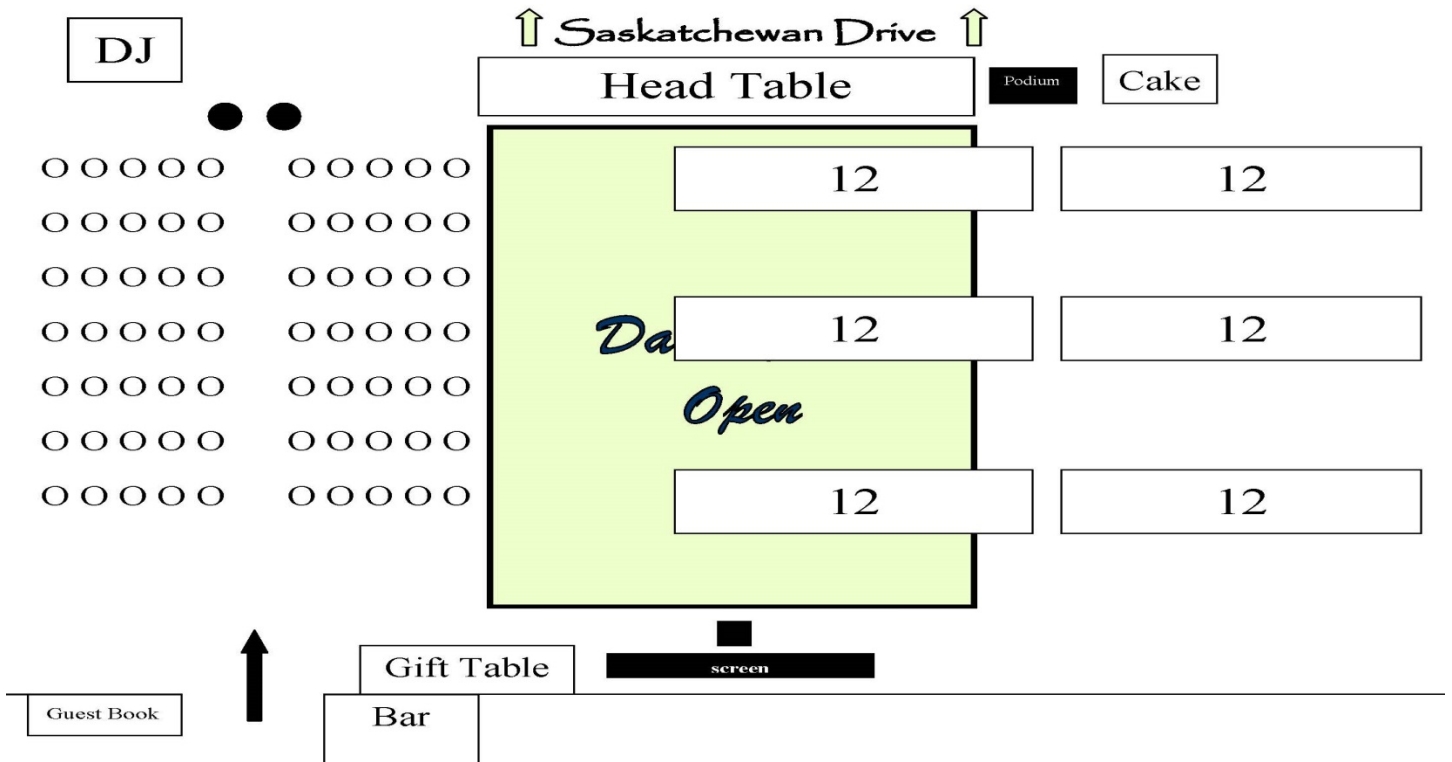 Saskatchewan Drive
DJ
Head Table
Podium
Cake
12
12
Da
12
12
Open
12
12
Gift Table
screen
Guest Book
Bar